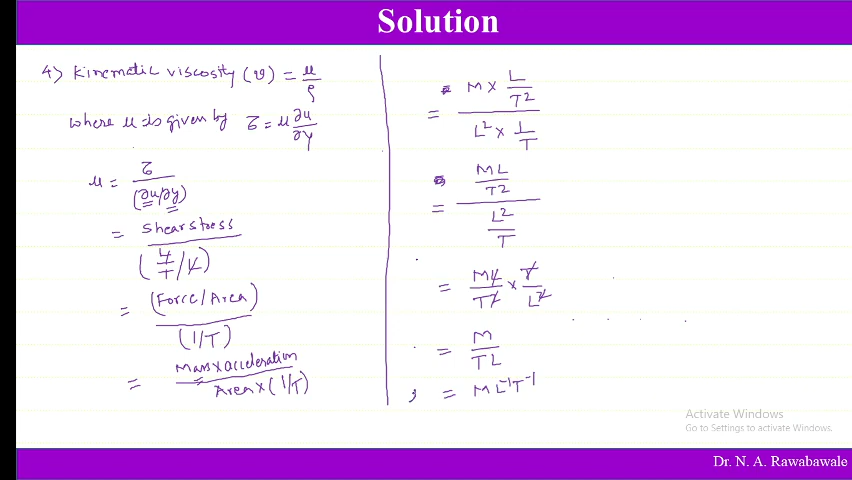 Solution
4) Kinematic viscosity (ϑ) = μ/ρ
where μ is given by τ = μ ∂u/∂y
μ = τ/(∂u/∂y)
= Shear stress/(L/T/L)
= (Force/Area)/(1/T)
= Mass x acceleration/Area x (1/T)
= M x L/T2 / L2 x 1/T
= ML/T2 / L2/T
= ML/T2 x T/L2
= M/TL
= ML-1T-1
Activate Windows
Go to Settings to activate Windows.
Dr. N. A. Rawabawale